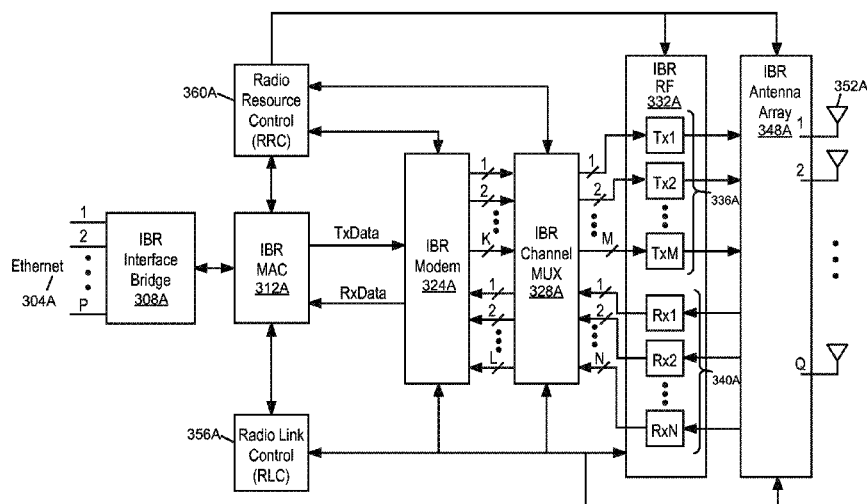 360A
Radio
Resource
Control
(RRC)
IBR
RF
332A
IBR
Antenna
Array
348A
352A
1
2
Q
Tx1
Tx2
TxM
336A
Rx1
Rx2
RxN
340A
Ethernet
304A
1
2
P
IBR
Interface
Bridge
308A
IBR
MAC
312A
TxData
RxData
IBR
Modem
324A
1
2
K
1
2
L
IBR
Channel
MUX
328A
1
2
M
1
2
N
356A
Radio Link
Control
(RLC)